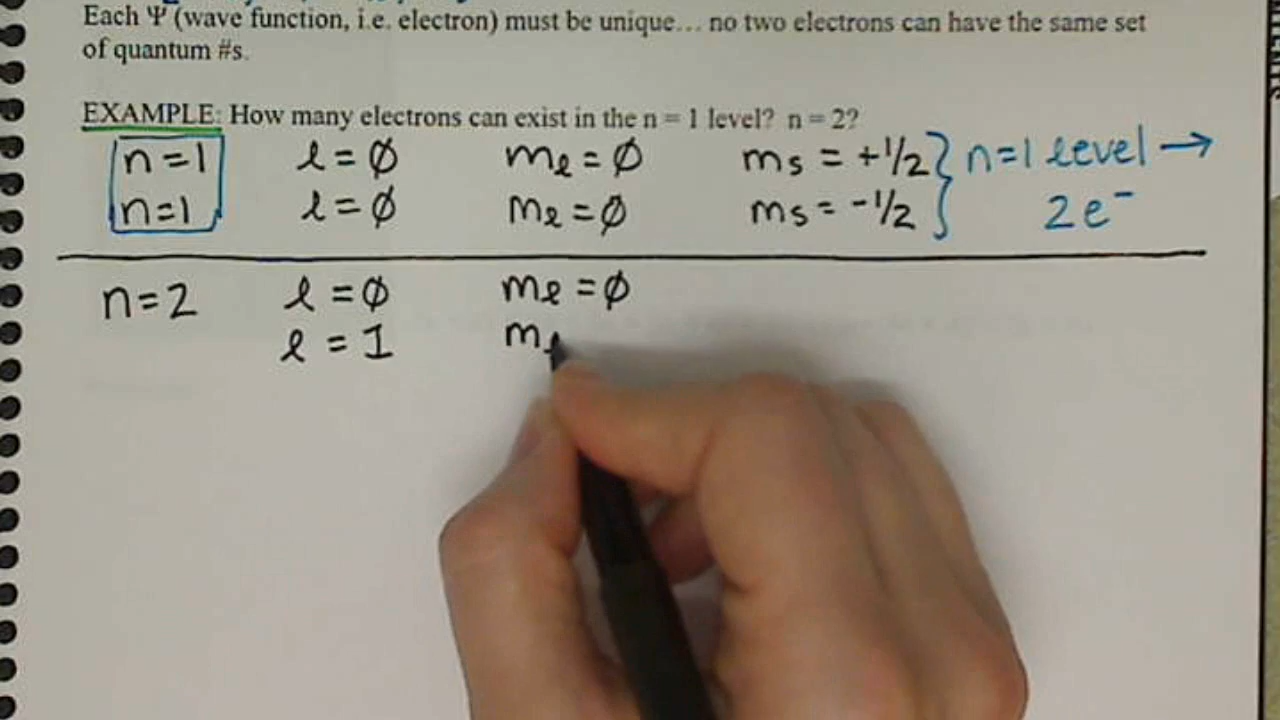 Each Ψ (wave function, i.e. electron) must be unique... no two electrons can have the same set
of quantum #s.
EXAMPLE: How many electrons can exist in the n = 1 level? n = 2?
n=1 ℓ=∅ mℓ=∅ ms=+1/2 } n=1 level →
n=1 ℓ=∅ mℓ=∅ ms=-1/2 2e⁻
n=2 ℓ=∅ mℓ=∅
ℓ=1 mℓ